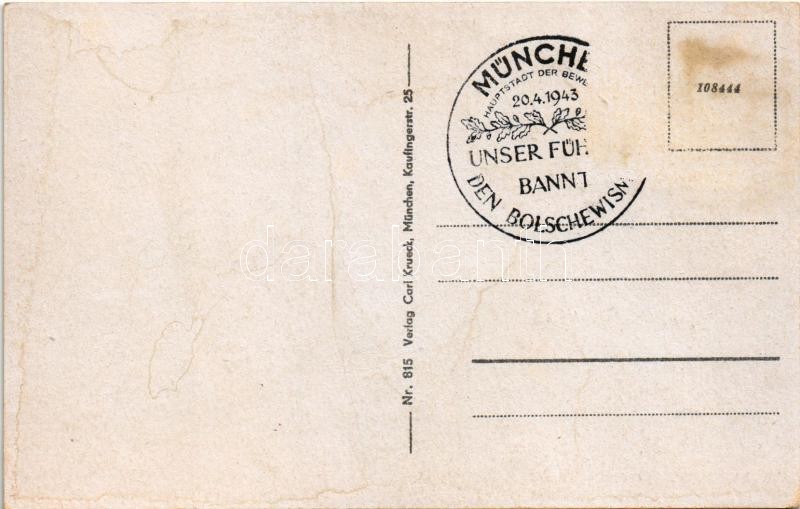 MÜNCHE
HAUPTSTADT DER BEWE
20.4.1943
UNSER FÜH
BANNT
DEN BOLSCHEWISM
108444
Nr. 815 Verlag Carl Krueck, München, Kaufingerstr. 25
darabanth